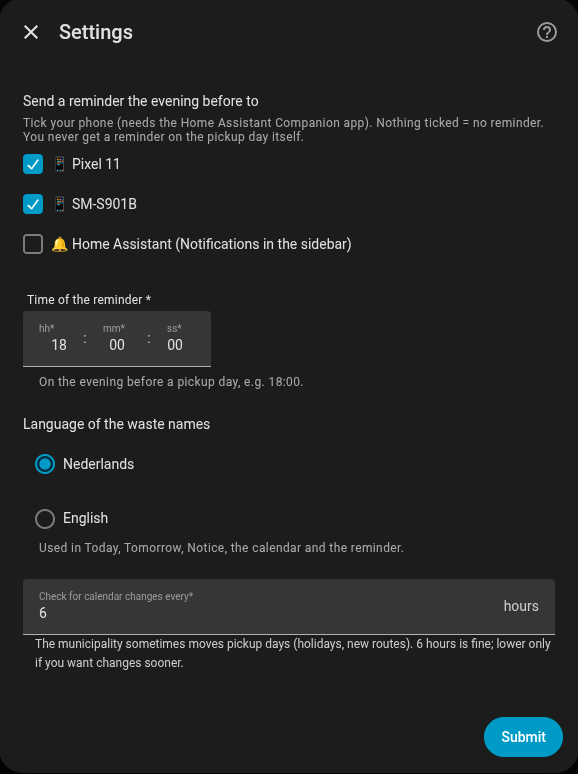 Settings
Send a reminder the evening before to
Tick your phone (needs the Home Assistant Companion app). Nothing ticked = no reminder.
You never get a reminder on the pickup day itself.
Pixel 11
SM-S901B
Home Assistant (Notifications in the sidebar)
Time of the reminder *
hh* mm* ss*
18 : 00 : 00
On the evening before a pickup day, e.g. 18:00.
Language of the waste names
Nederlands
English
Used in Today, Tomorrow, Notice, the calendar and the reminder.
Check for calendar changes every*
6 hours
The municipality sometimes moves pickup days (holidays, new routes). 6 hours is fine; lower only
if you want changes sooner.
Submit